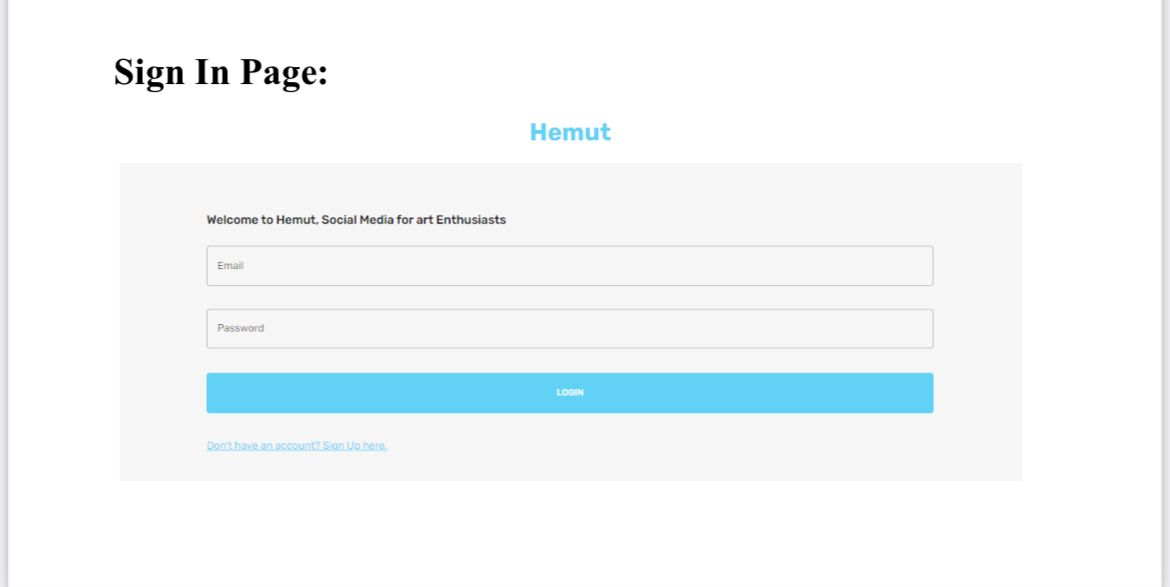 Sign In Page:
Hemut
Welcome to Hemut, Social Media for art Enthusiasts
Email
Password
LOGIN
Don't have an account? Sign Up here.